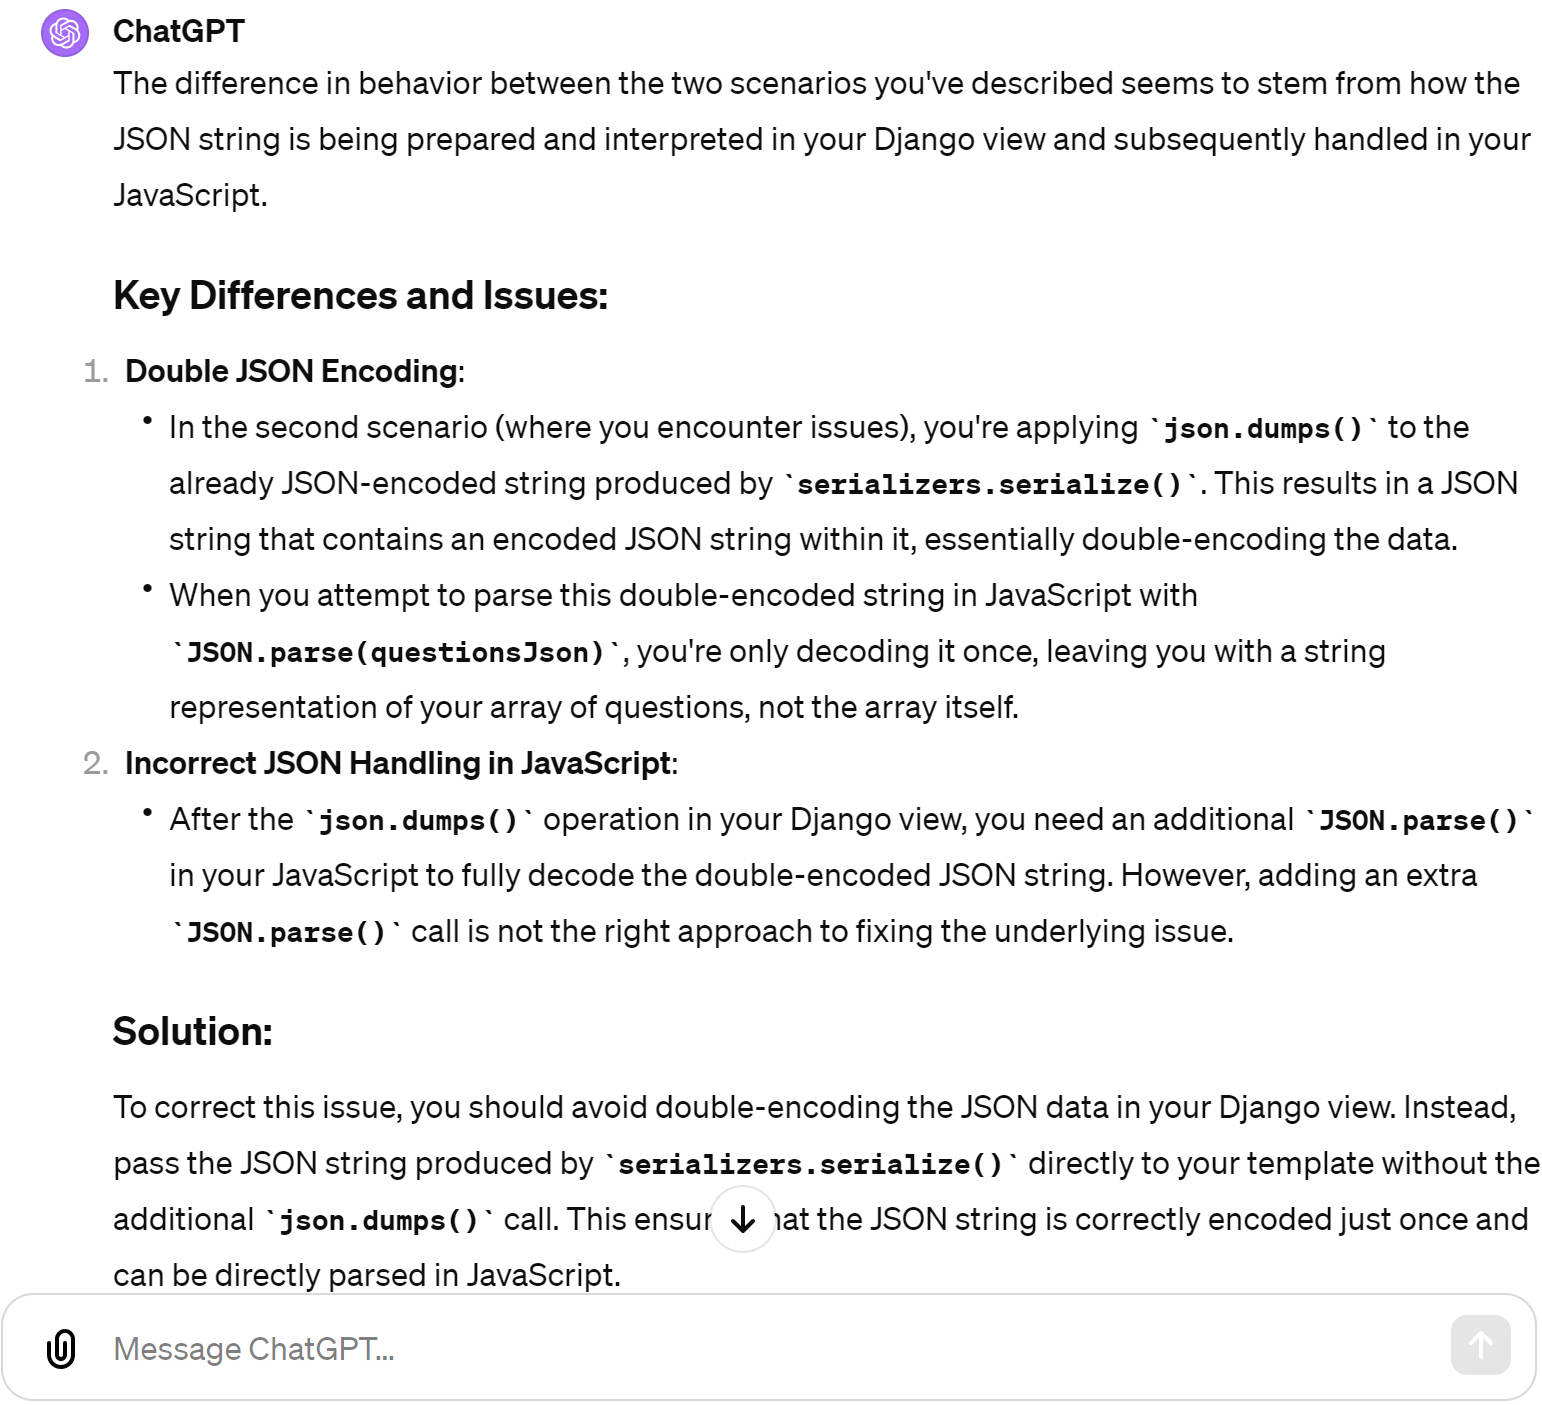 ChatGPT
The difference in behavior between the two scenarios you've described seems to stem from how the
JSON string is being prepared and interpreted in your Django view and subsequently handled in your
JavaScript.
Key Differences and Issues:
1. Double JSON Encoding:
• In the second scenario (where you encounter issues), you're applying `json.dumps()` to the
already JSON-encoded string produced by `serializers.serialize()`. This results in a JSON
string that contains an encoded JSON string within it, essentially double-encoding the data.
• When you attempt to parse this double-encoded string in JavaScript with
`JSON.parse(questionsJson)`, you're only decoding it once, leaving you with a string
representation of your array of questions, not the array itself.
2. Incorrect JSON Handling in JavaScript:
• After the `json.dumps()` operation in your Django view, you need an additional `JSON.parse()`
in your JavaScript to fully decode the double-encoded JSON string. However, adding an extra
`JSON.parse()` call is not the right approach to fixing the underlying issue.
Solution:
To correct this issue, you should avoid double-encoding the JSON data in your Django view. Instead,
pass the JSON string produced by `serializers.serialize()` directly to your template without the
additional `json.dumps()` call. This ensur hat the JSON string is correctly encoded just once and
can be directly parsed in JavaScript.
Message ChatGPT...